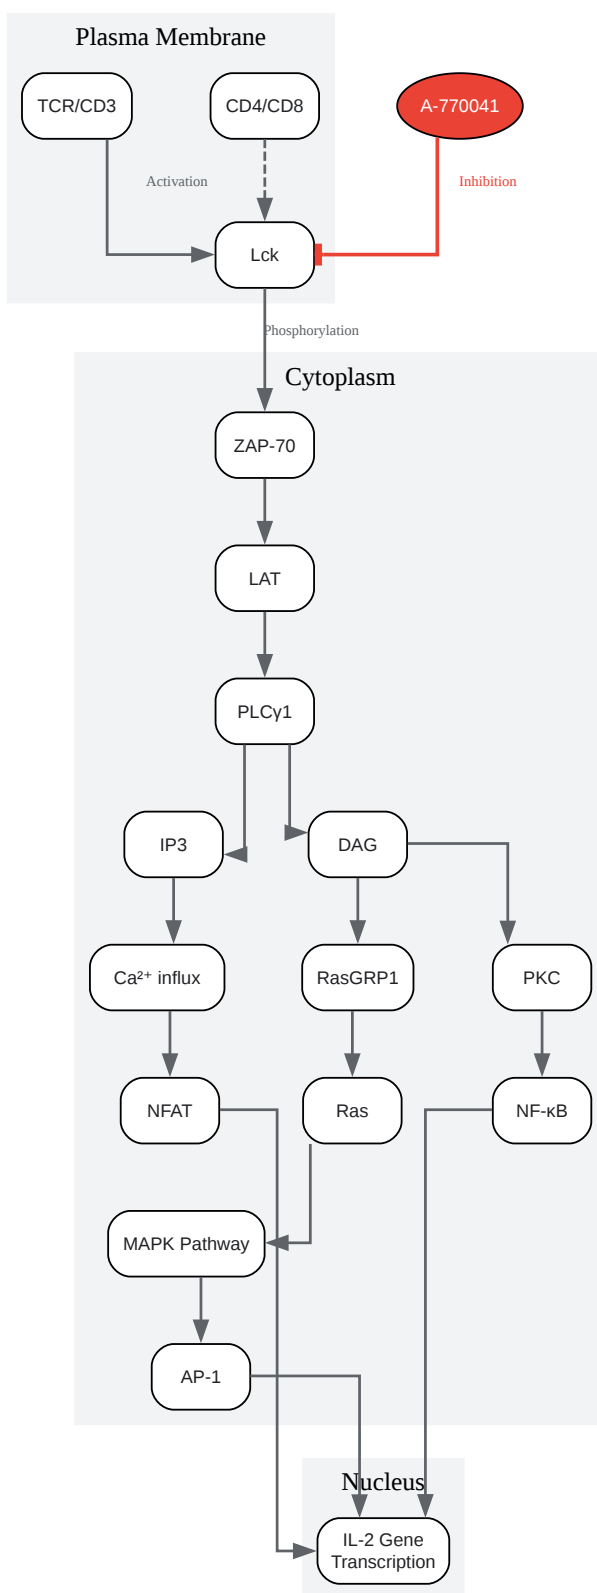 Plasma Membrane
TCR/CD3
CD4/CD8
A-770041
Activation
Inhibition
Lck
Phosphorylation
Cytoplasm
ZAP-70
LAT
PLCγ1
IP3
DAG
Ca²⁺ influx
RasGRP1
PKC
NFAT
Ras
NF-κB
MAPK Pathway
AP-1
Nucleus
IL-2 Gene
Transcription